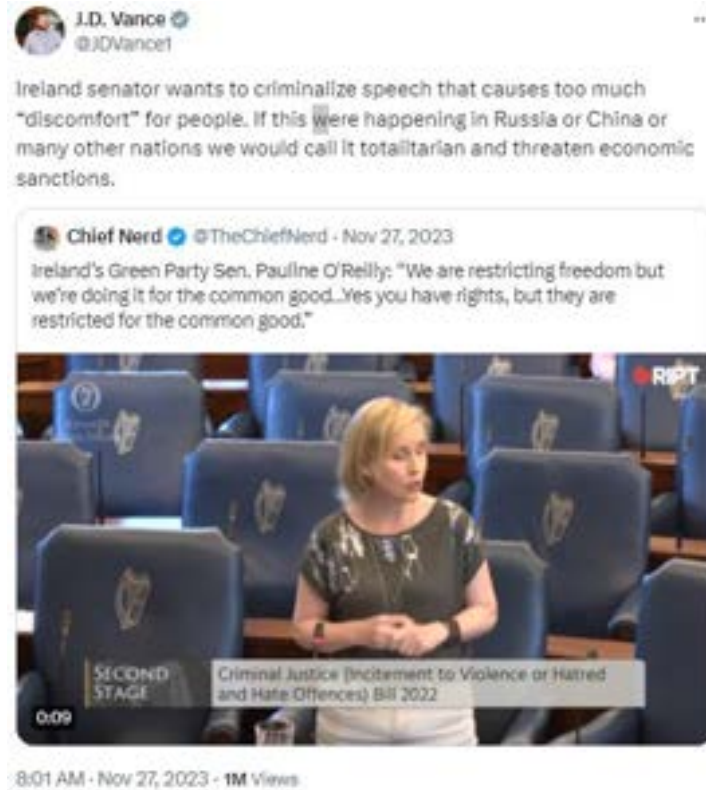 J.D. Vance
@JDVance1
Ireland senator wants to criminalize speech that causes too much
“discomfort” for people. If this were happening in Russia or China or
many other nations we would call it totalitarian and threaten economic
sanctions.
Chief Nerd @TheChiefNerd · Nov 27, 2023
Ireland's Green Party Sen. Pauline O'Reilly: “We are restricting freedom but
we're doing it for the common good...Yes you have rights, but they are
restricted for the common good.”
RIPT
SECOND
STAGE
Criminal Justice (Incitement to Violence or Hatred
and Hate Offences) Bill 2022
0:09
8:01 AM · Nov 27, 2023 · 1M Views